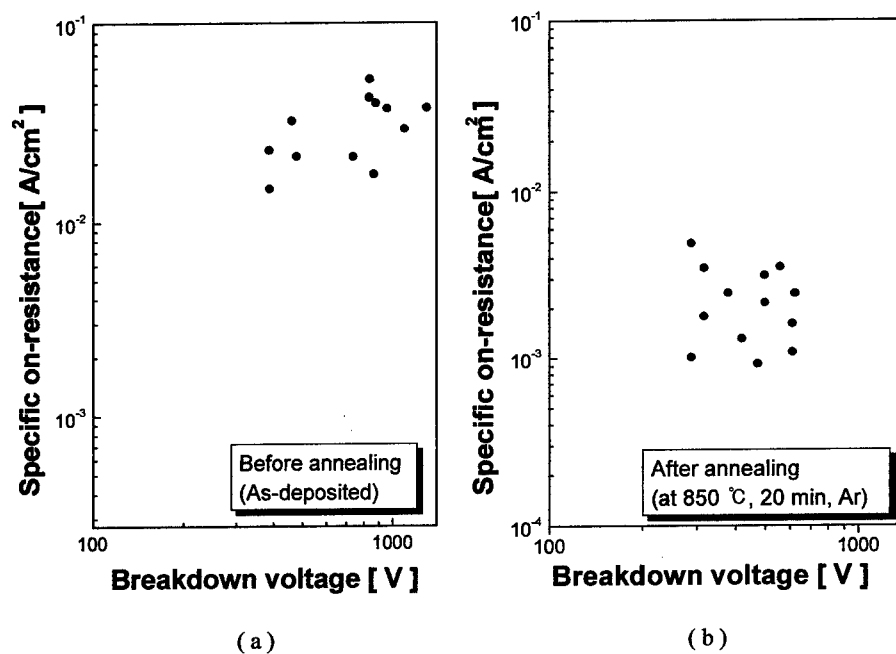 10⁻¹
10⁻²
10⁻³
Specific on-resistance[ A/cm² ]
Before annealing
(As-deposited)
100
1000
Breakdown voltage [ V ]
( a )
10⁻¹
10⁻²
10⁻³
10⁻⁴
Specific on-resistance[ A/cm² ]
After annealing
(at 850 ℃, 20 min, Ar)
100
1000
Breakdown voltage [ V ]
( b )